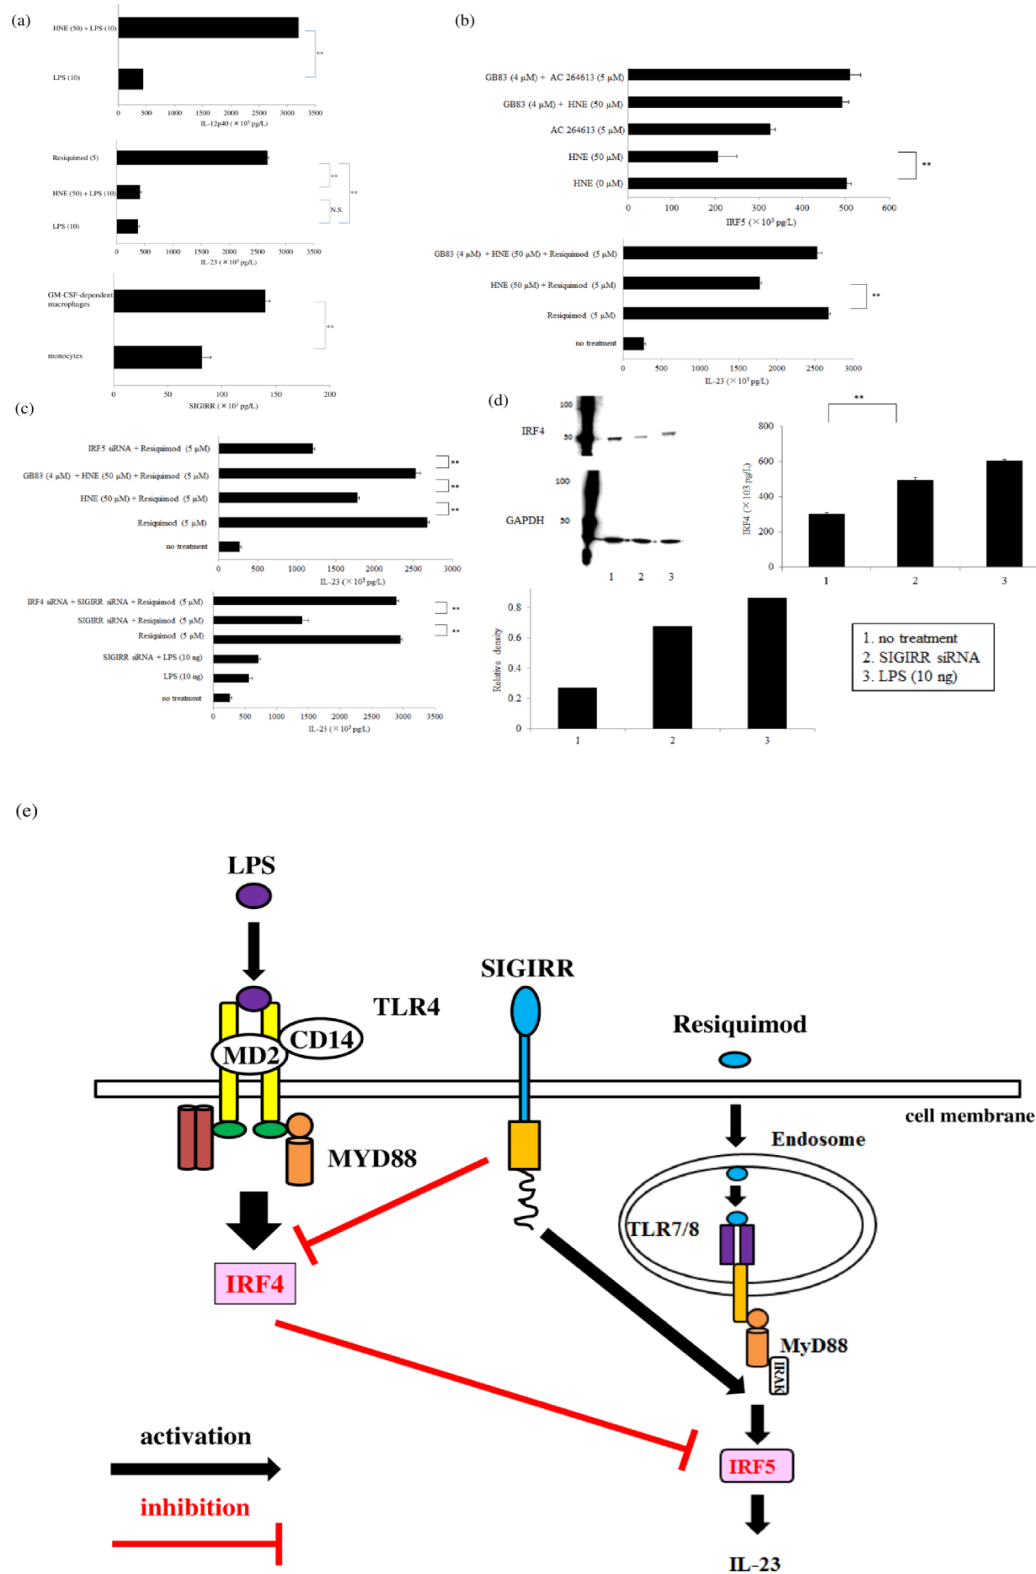 (a)
HNE (50) + LPS (10)
LPS (10)
0 500 1000 1500 2000 2500 3000 3500
IL-12p40 (×10³ pg/L)
**
Resiquimod (5)
HNE (50) + LPS (10)
LPS (10)
**
**
N.S.
0 500 1000 1500 2000 2500 3000 3500
IL-23 (×10³ pg/L)
GM-CSF-dependent
macrophages
monocytes
**
0 50 100 150 200
SIGIRR (×10³ pg/L)
(b)
GB83 (4 μM) + AC 264613 (5 μM)
GB83 (4 μM) + HNE (50 μM)
AC 264613 (5 μM)
HNE (50 μM)
HNE (0 μM)
**
0 100 200 300 400 500 600
IRF5 (×10³ pg/L)
GB83 (4 μM) + HNE (50 μM) + Resiquimod (5 μM)
HNE (50 μM) + Resiquimod (5 μM)
Resiquimod (5 μM)
no treatment
**
0 500 1000 1500 2000 2500 3000
IL-23 (×10³ pg/L)
(c)
IRF5 siRNA + Resiquimod (5 μM)
GB83 (4 μM) + HNE (50 μM) + Resiquimod (5 μM)
HNE (50 μM) + Resiquimod (5 μM)
Resiquimod (5 μM)
no treatment
**
**
**
0 500 1000 1500 2000 2500 3000
IL-23 (×10³ pg/L)
IRF4 siRNA + SIGIRR siRNA + Resiquimod (5 μM)
SIGIRR siRNA + Resiquimod (5 μM)
Resiquimod (5 μM)
SIGIRR siRNA + LPS (10 ng)
LPS (10 ng)
no treatment
**
**
0 500 1000 1500 2000 2500 3000 3500
IL-23 (×10³ pg/L)
(d)
100
IRF4
50
100
GAPDH
50
1 2 3
**
IRF4 (×103 pg/L)
800
600
400
200
0
1 2 3
Relative density
0.8
0.6
0.4
0.2
0
1 2 3
1. no treatment
2. SIGIRR siRNA
3. LPS (10 ng)
(e)
LPS
SIGIRR
TLR4
Resiquimod
CD14
MD2
cell membrane
Endosome
MYD88
TLR7/8
IRF4
MyD88
IRAK
activation
IRF5
inhibition
IL-23